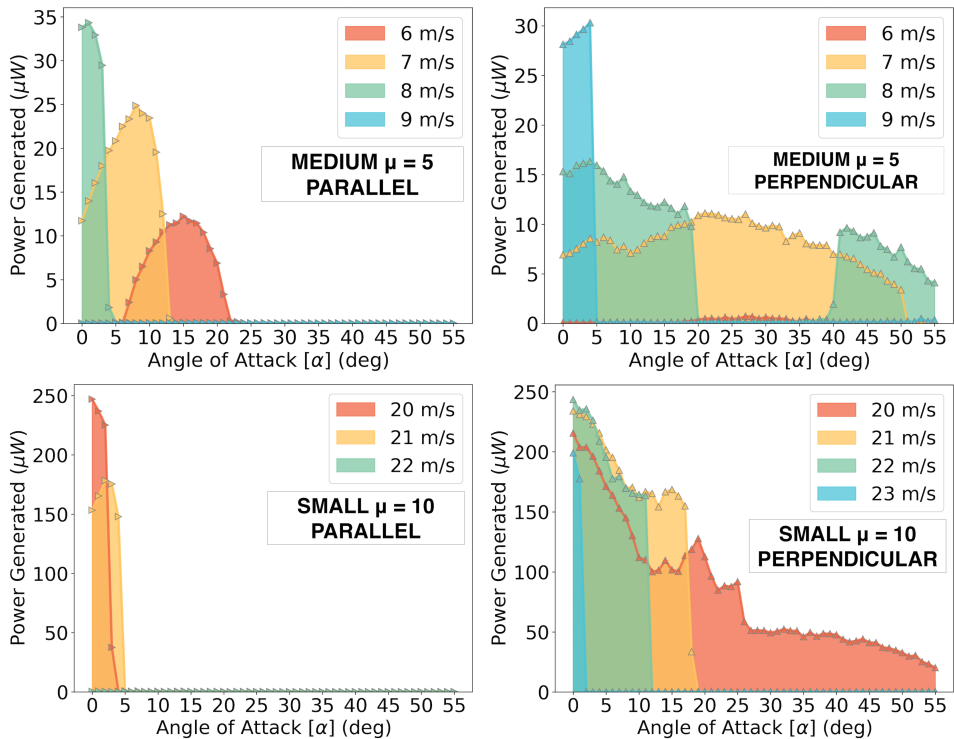 35
30
25
20
15
10
5
0
Power Generated (μW)
6 m/s
7 m/s
8 m/s
9 m/s
MEDIUM μ = 5
PARALLEL
0 5 10 15 20 25 30 35 40 45 50 55
Angle of Attack [α] (deg)
30
25
20
15
10
5
0
Power Generated (μW)
6 m/s
7 m/s
8 m/s
9 m/s
MEDIUM μ = 5
PERPENDICULAR
0 5 10 15 20 25 30 35 40 45 50 55
Angle of Attack [α] (deg)
250
200
150
100
50
0
Power Generated (μW)
20 m/s
21 m/s
22 m/s
SMALL μ = 10
PARALLEL
0 5 10 15 20 25 30 35 40 45 50 55
Angle of Attack [α] (deg)
250
200
150
100
50
0
Power Generated (μW)
20 m/s
21 m/s
22 m/s
23 m/s
SMALL μ = 10
PERPENDICULAR
0 5 10 15 20 25 30 35 40 45 50 55
Angle of Attack [α] (deg)